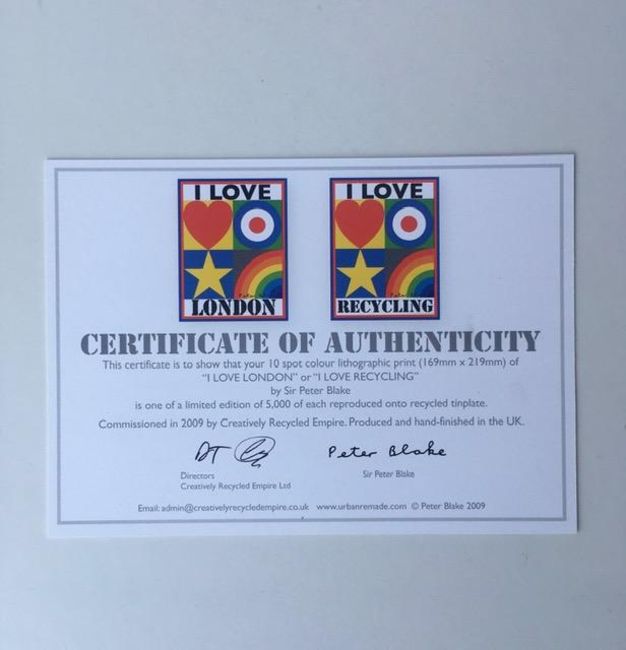 I LOVE
LONDON
I LOVE
RECYCLING
CERTIFICATE OF AUTHENTICITY
This certificate is to show that your 10 spot colour lithographic print (169mm x 219mm) of
"I LOVE LONDON" or "I LOVE RECYCLING"
by Sir Peter Blake
is one of a limited edition of 5,000 of each reproduced onto recycled tinplate.
Commissioned in 2009 by Creatively Recycled Empire. Produced and hand-finished in the UK.
Peter Blake
Directors
Creatively Recycled Empire Ltd
Sir Peter Blake
Email: admin@creativelyrecycledempire.co.uk www.urbanremade.com © Peter Blake 2009